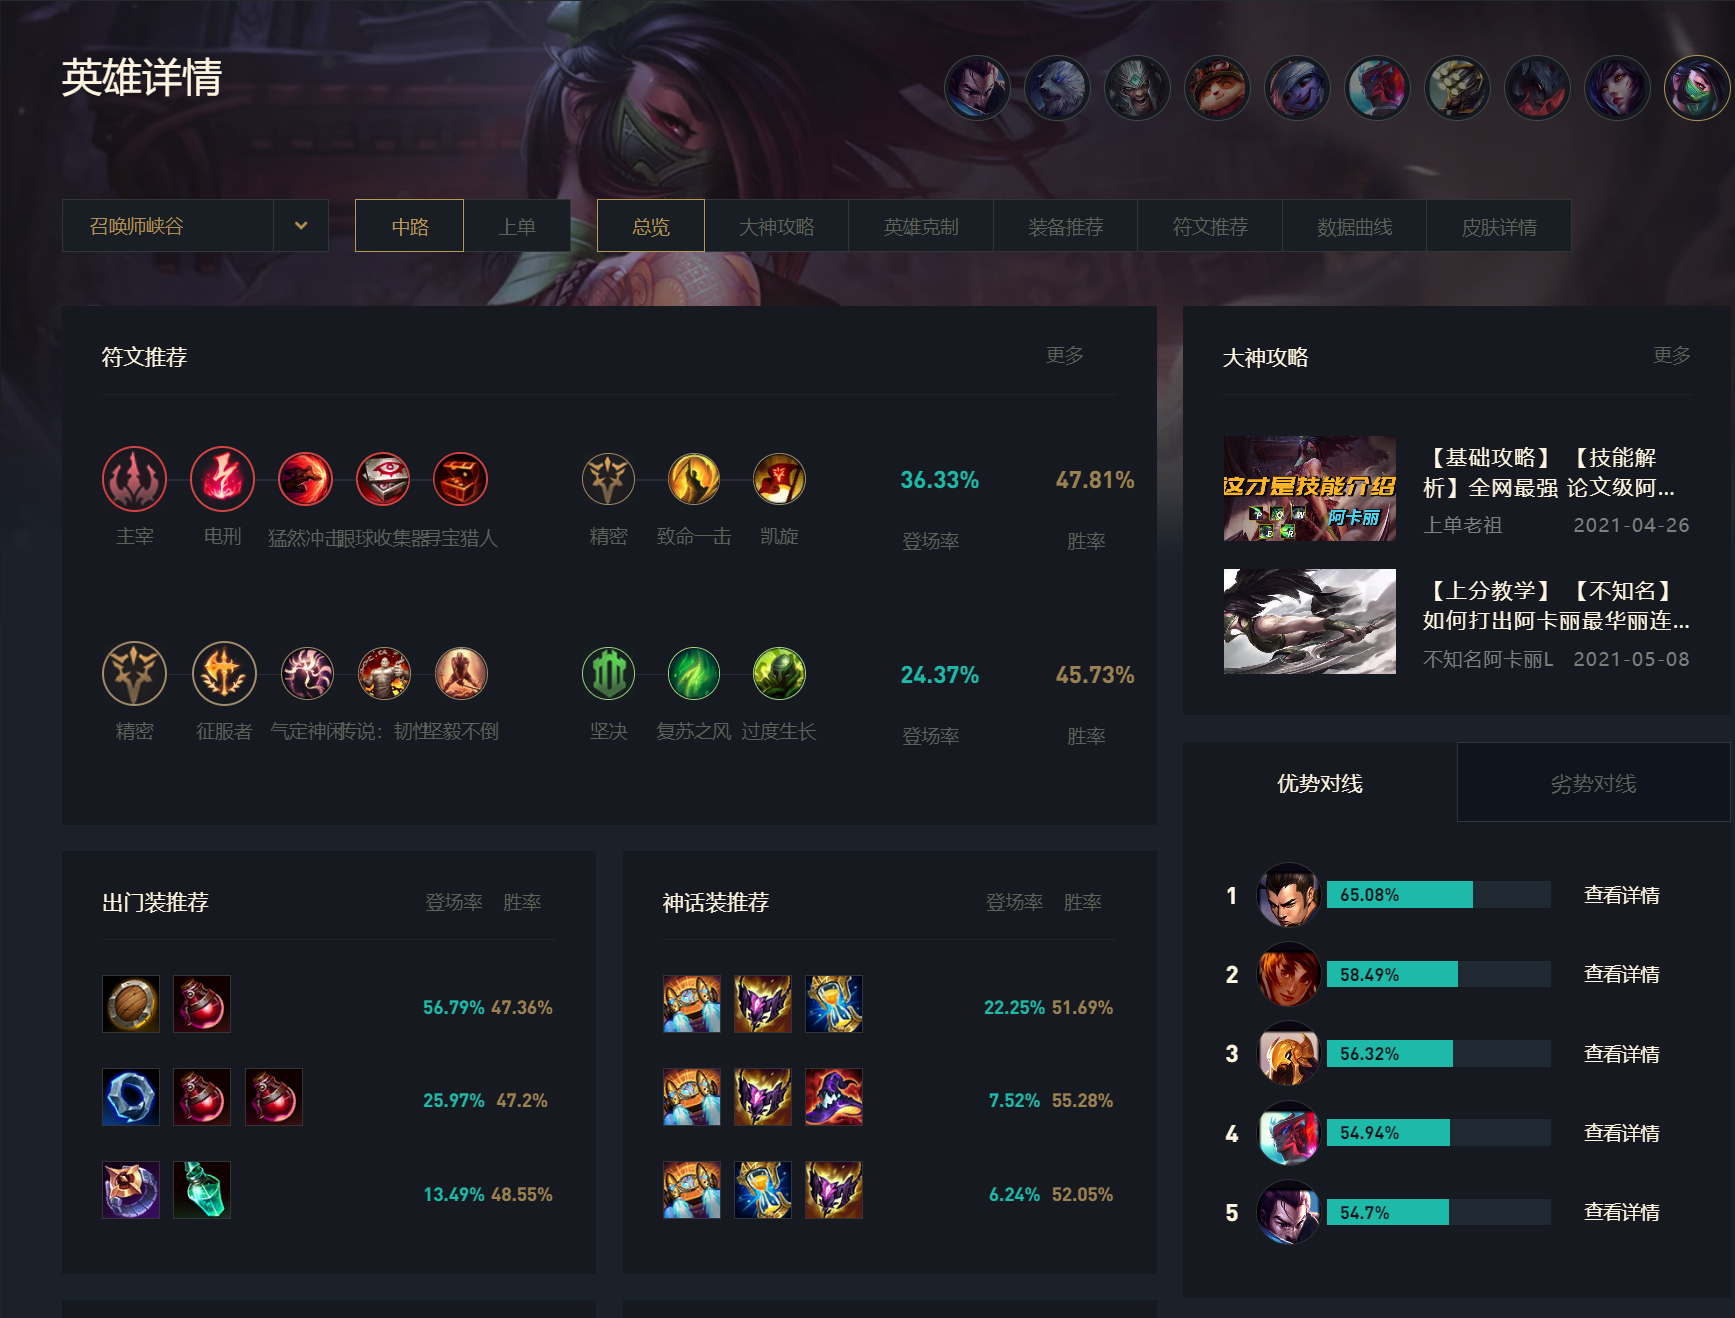 英雄详情
召唤师峡谷
中路
上单
总览
大神攻略
英雄克制
装备推荐
符文推荐
数据曲线
皮肤详情
符文推荐
更多
主宰
电刑
猛然冲击
眼球收集器
寻宝猎人
精密
致命一击
凯旋
36.33%
登场率
47.81%
胜率
精密
征服者
气定神闲
传说：韧性
坚毅不倒
坚决
复苏之风
过度生长
24.37%
登场率
45.73%
胜率
大神攻略
更多
这才是技能介绍
阿卡丽
【基础攻略】 【技能解
析】全网最强 论文级阿...
上单老祖
2021-04-26
【上分教学】 【不知名】
如何打出阿卡丽最华丽连...
不知名阿卡丽L
2021-05-08
出门装推荐
登场率 胜率
56.79% 47.36%
25.97% 47.2%
13.49% 48.55%
神话装推荐
登场率 胜率
22.25% 51.69%
7.52% 55.28%
6.24% 52.05%
优势对线
劣势对线
1 65.08% 查看详情
2 58.49% 查看详情
3 56.32% 查看详情
4 54.94% 查看详情
5 54.7% 查看详情